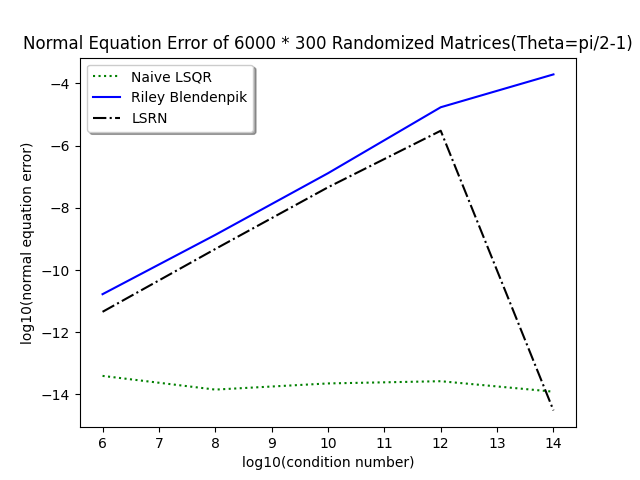 Normal Equation Error of 6000 * 300 Randomized Matrices(Theta=pi/2-1)
Naive LSQR
Riley Blendenpik
LSRN
log10(normal equation error)
−4
−6
−8
−10
−12
−14
6 7 8 9 10 11 12 13 14
log10(condition number)